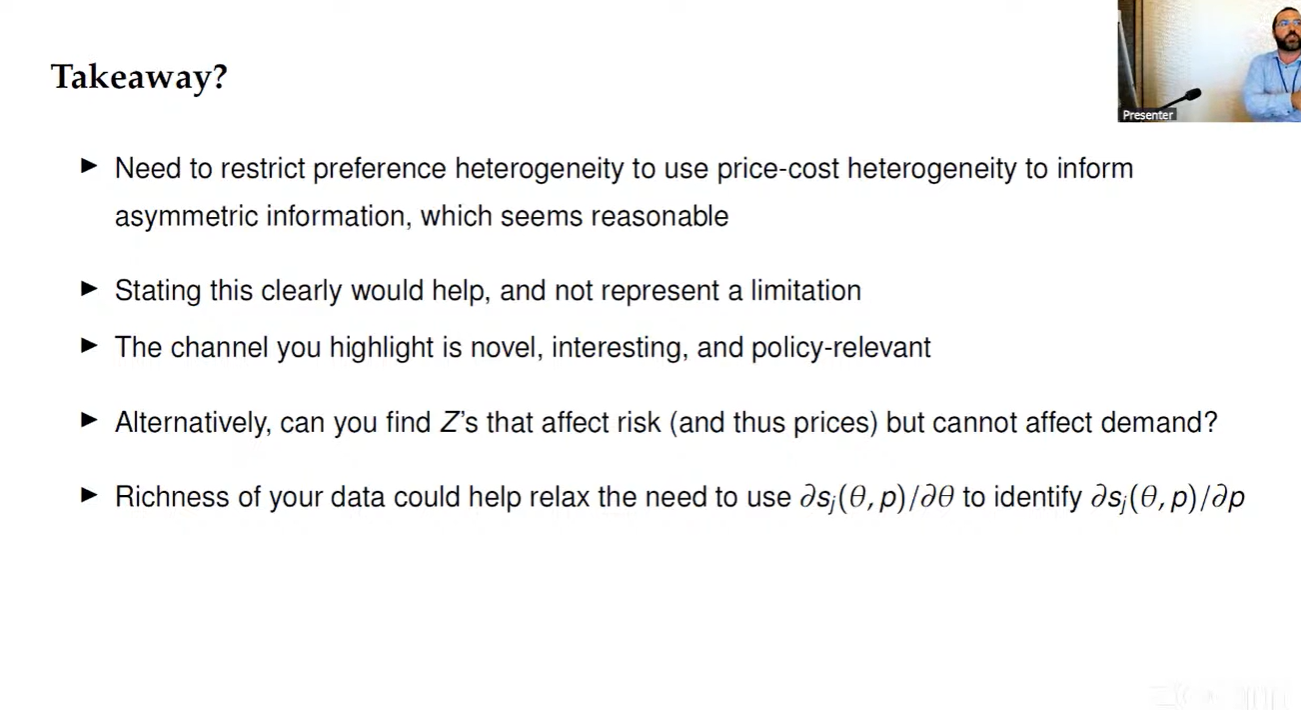 Takeaway?
Presenter
▶ Need to restrict preference heterogeneity to use price-cost heterogeneity to inform
asymmetric information, which seems reasonable
▶ Stating this clearly would help, and not represent a limitation
▶ The channel you highlight is novel, interesting, and policy-relevant
▶ Alternatively, can you find Z's that affect risk (and thus prices) but cannot affect demand?
▶ Richness of your data could help relax the need to use ∂sⱼ(θ, p)/∂θ to identify ∂sⱼ(θ, p)/∂p